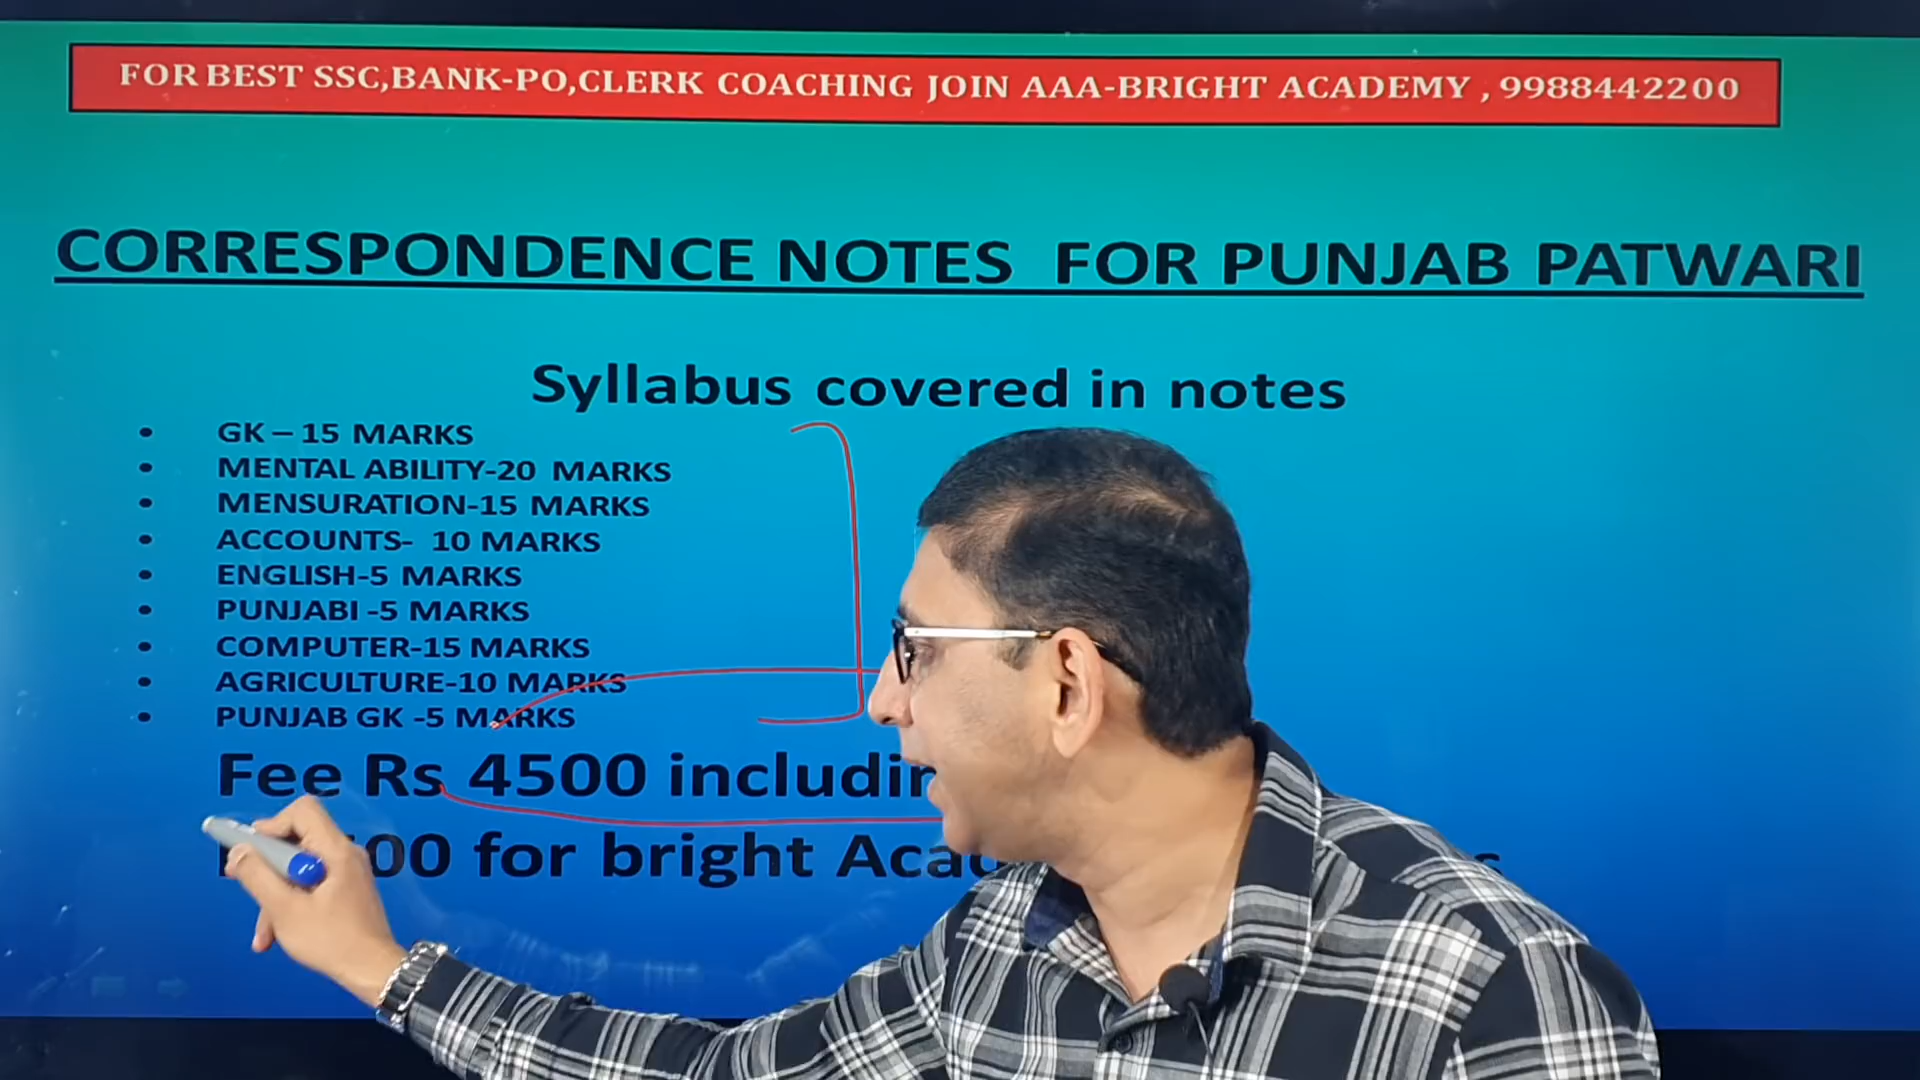 FOR BEST SSC,BANK-PO,CLERK COACHING JOIN AAA-BRIGHT ACADEMY , 9988442200
CORRESPONDENCE NOTES FOR PUNJAB PATWARI
Syllabus covered in notes
• GK – 15 MARKS
• MENTAL ABILITY-20 MARKS
• MENSURATION-15 MARKS
• ACCOUNTS- 10 MARKS
• ENGLISH-5 MARKS
• PUNJABI -5 MARKS
• COMPUTER-15 MARKS
• AGRICULTURE-10 MARKS
• PUNJAB GK -5 MARKS
Fee Rs 4500
for bright